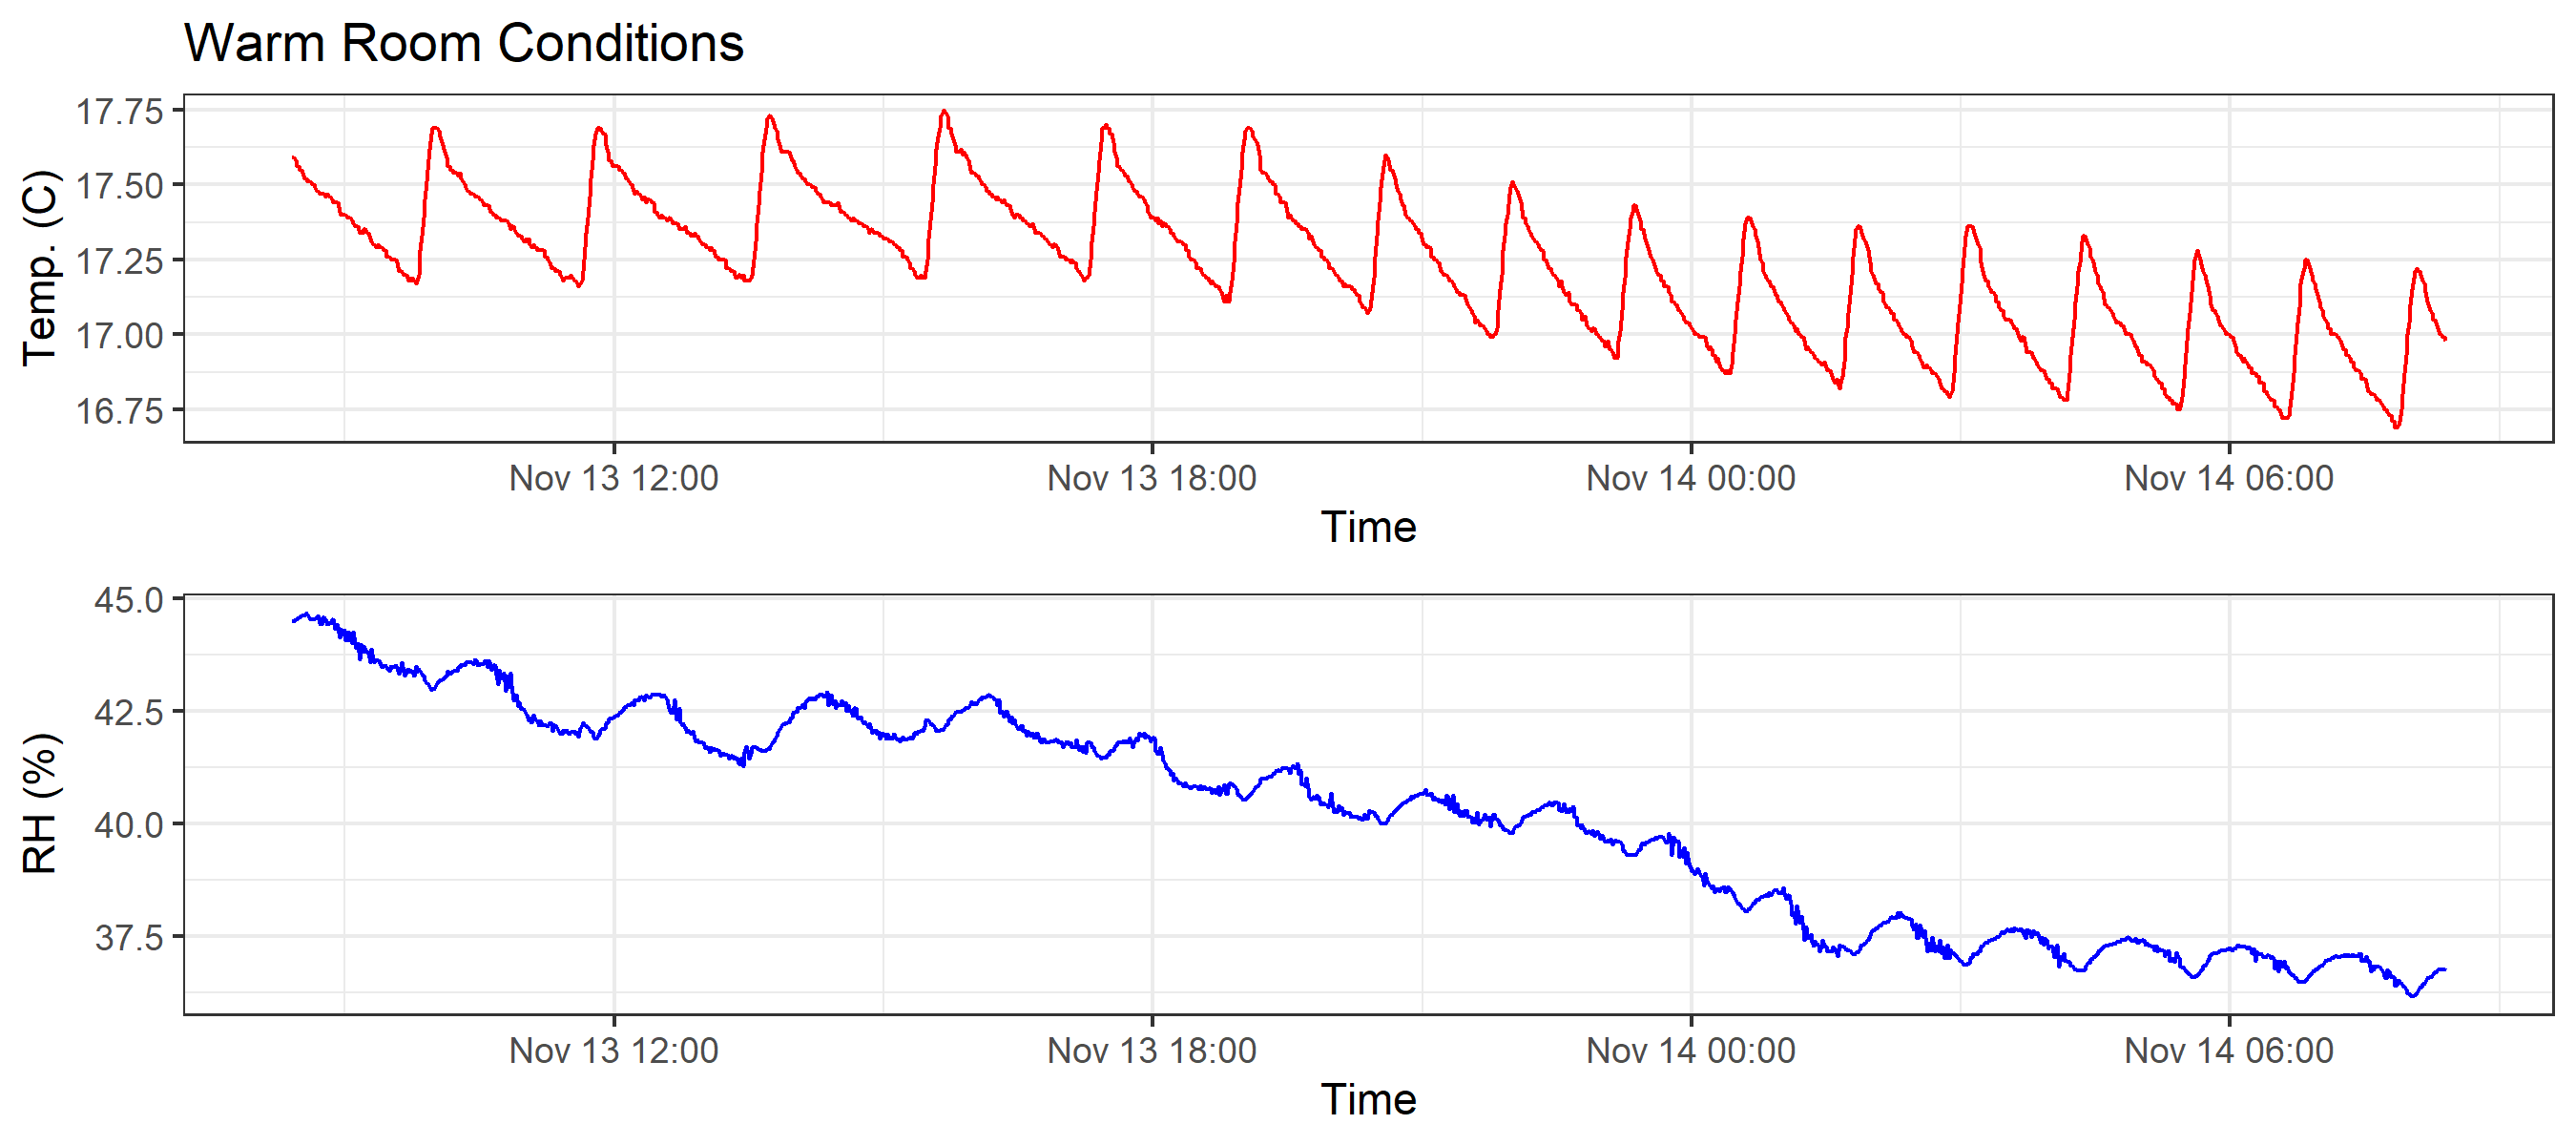 Warm Room Conditions
Temp. (C)
17.75
17.50
17.25
17.00
16.75
Nov 13 12:00 Nov 13 18:00 Nov 14 00:00 Nov 14 06:00
Time
RH (%)
45.0
42.5
40.0
37.5
Nov 13 12:00 Nov 13 18:00 Nov 14 00:00 Nov 14 06:00
Time